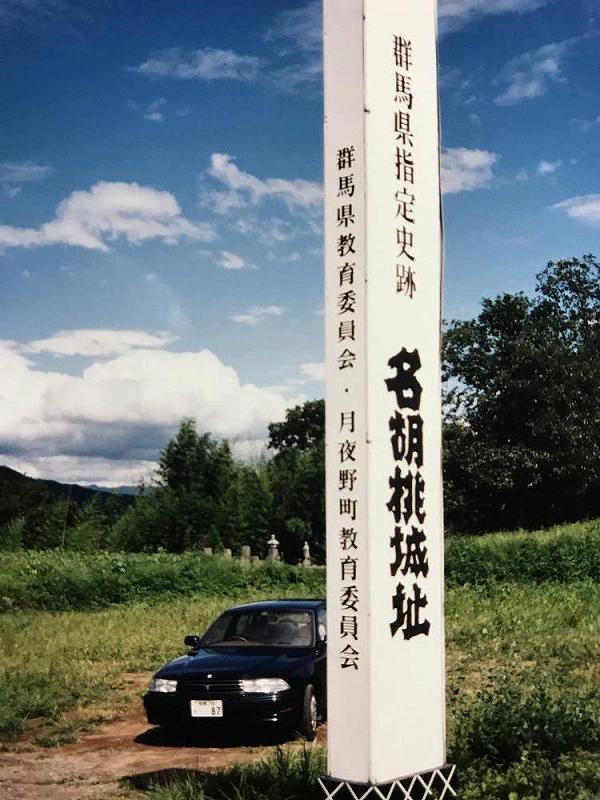 群馬県指定史跡 名胡桃城址
群馬県教育委員会・月夜野町教育委員会
87